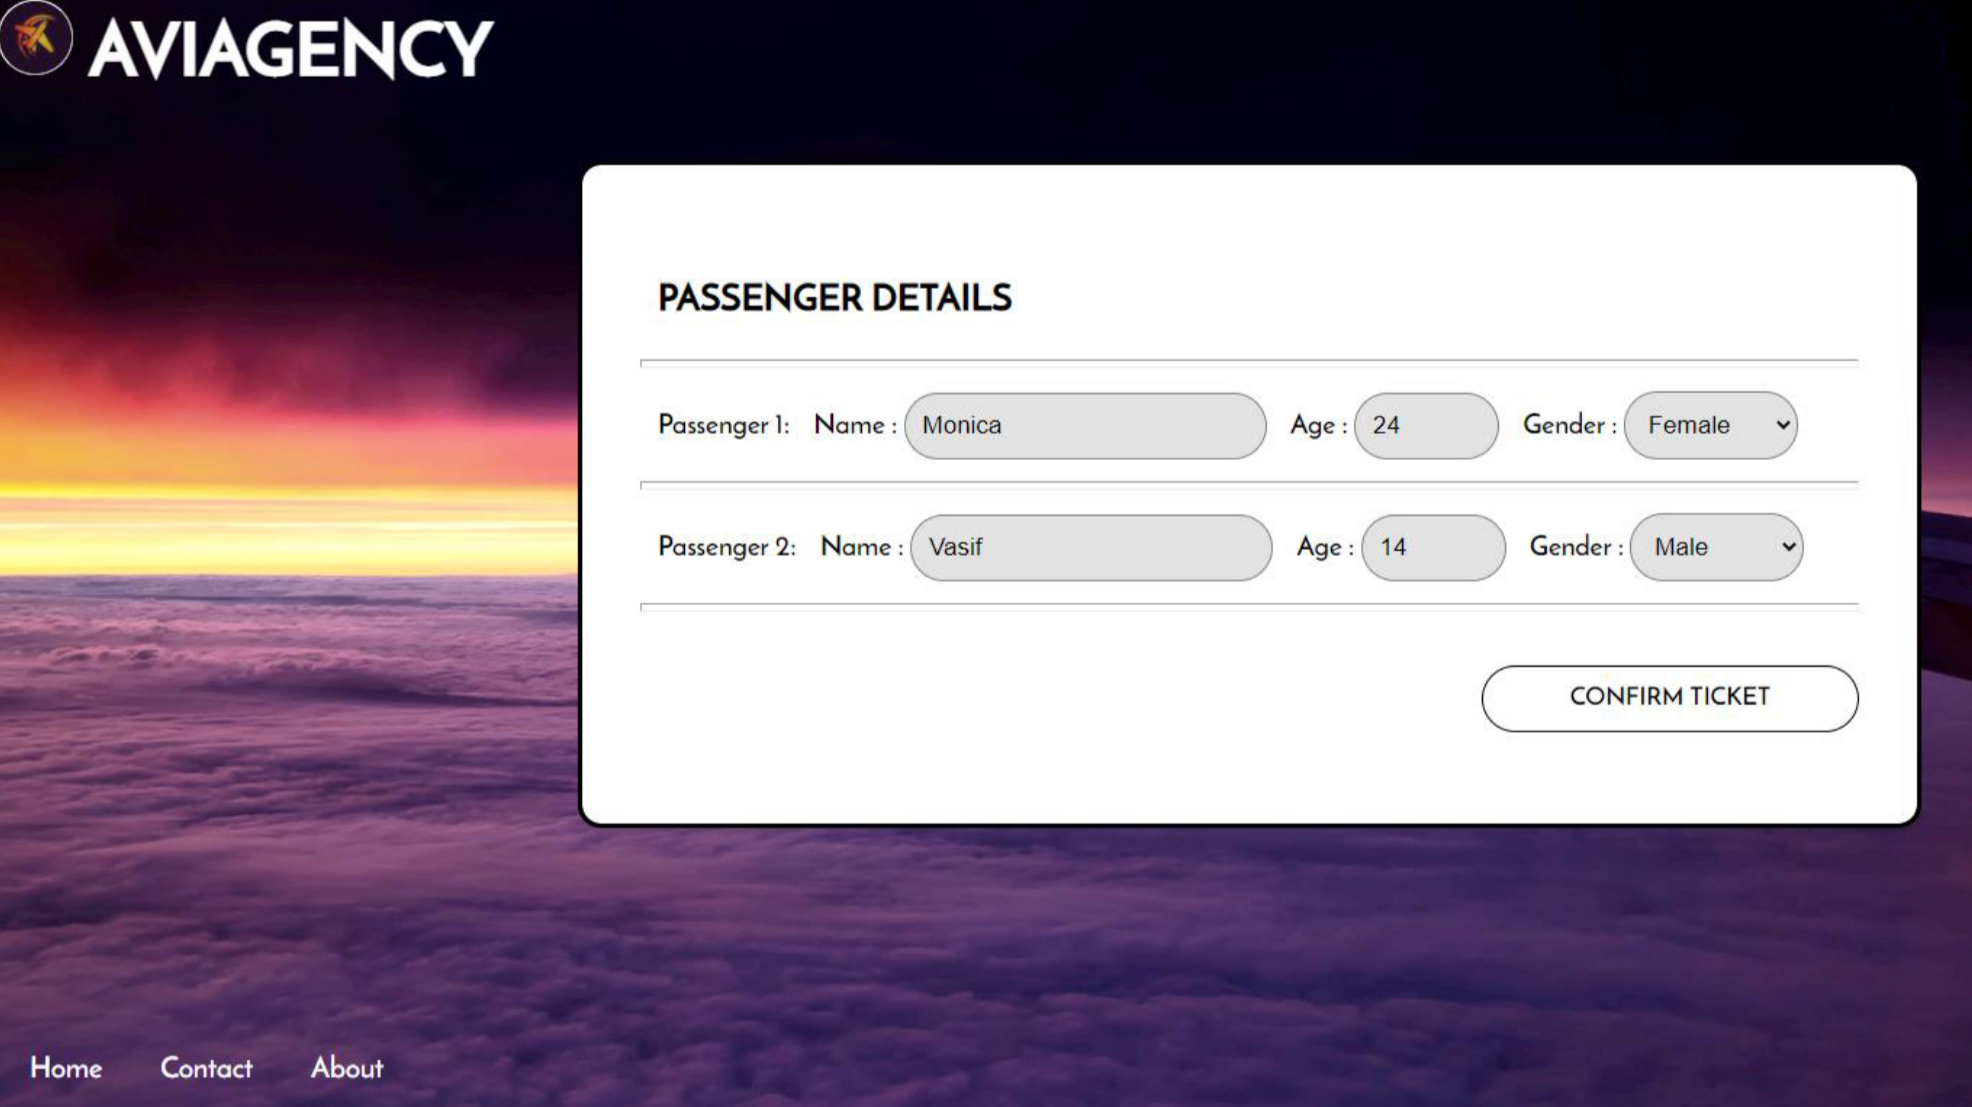 AVIAGENCY
PASSENGER DETAILS
Passenger 1: Name : Monica Age : 24 Gender : Female
Passenger 2: Name : Vasif Age : 14 Gender : Male
CONFIRM TICKET
Home Contact About